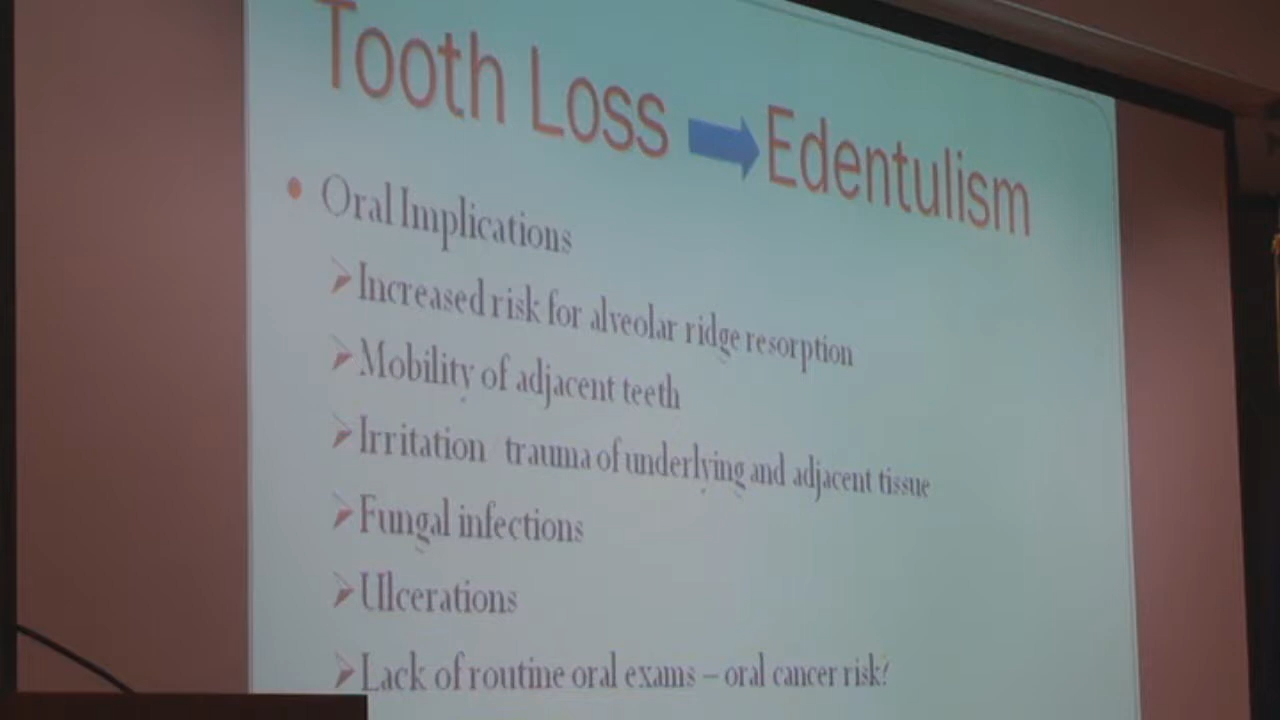 Tooth Loss Edentulism
Oral Implications
Increased risk for alveolar ridge resorption
Mobility of adjacent teeth
Irritation trauma of underlying and adjacent tissue
Fungal infections
Ulcerations
Lack of routine oral exams – oral cancer risk?